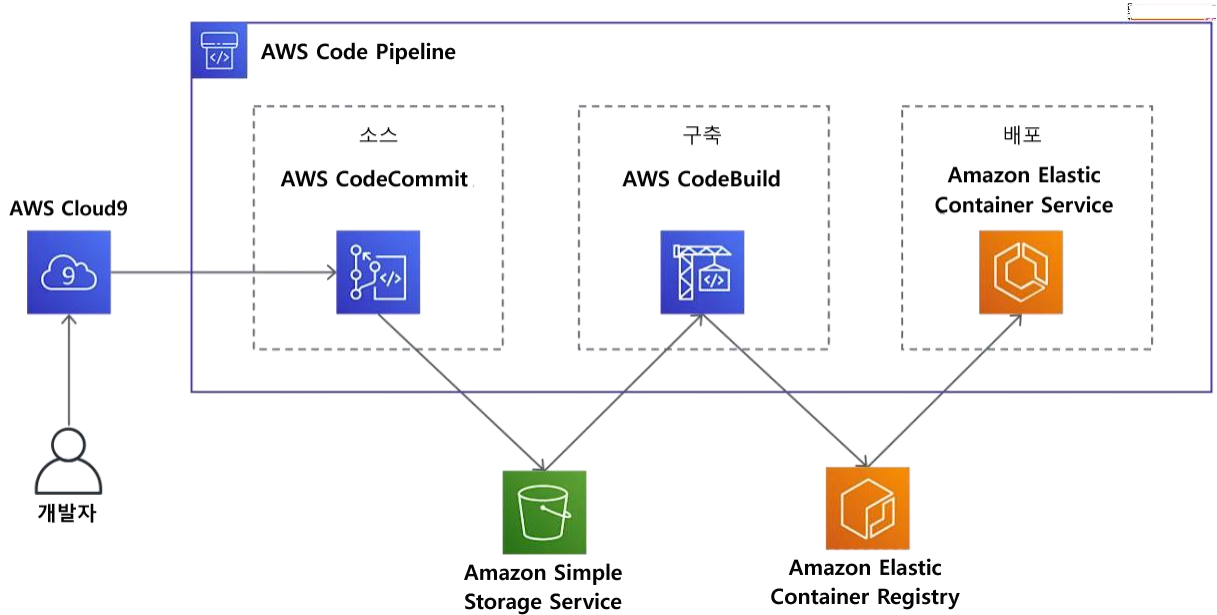 AWS Code Pipeline
소스
AWS CodeCommit
구축
AWS CodeBuild
배포
Amazon Elastic
Container Service
AWS Cloud9
9
</>
</>
</>
개발자
Amazon Simple
Storage Service
Amazon Elastic
Container Registry